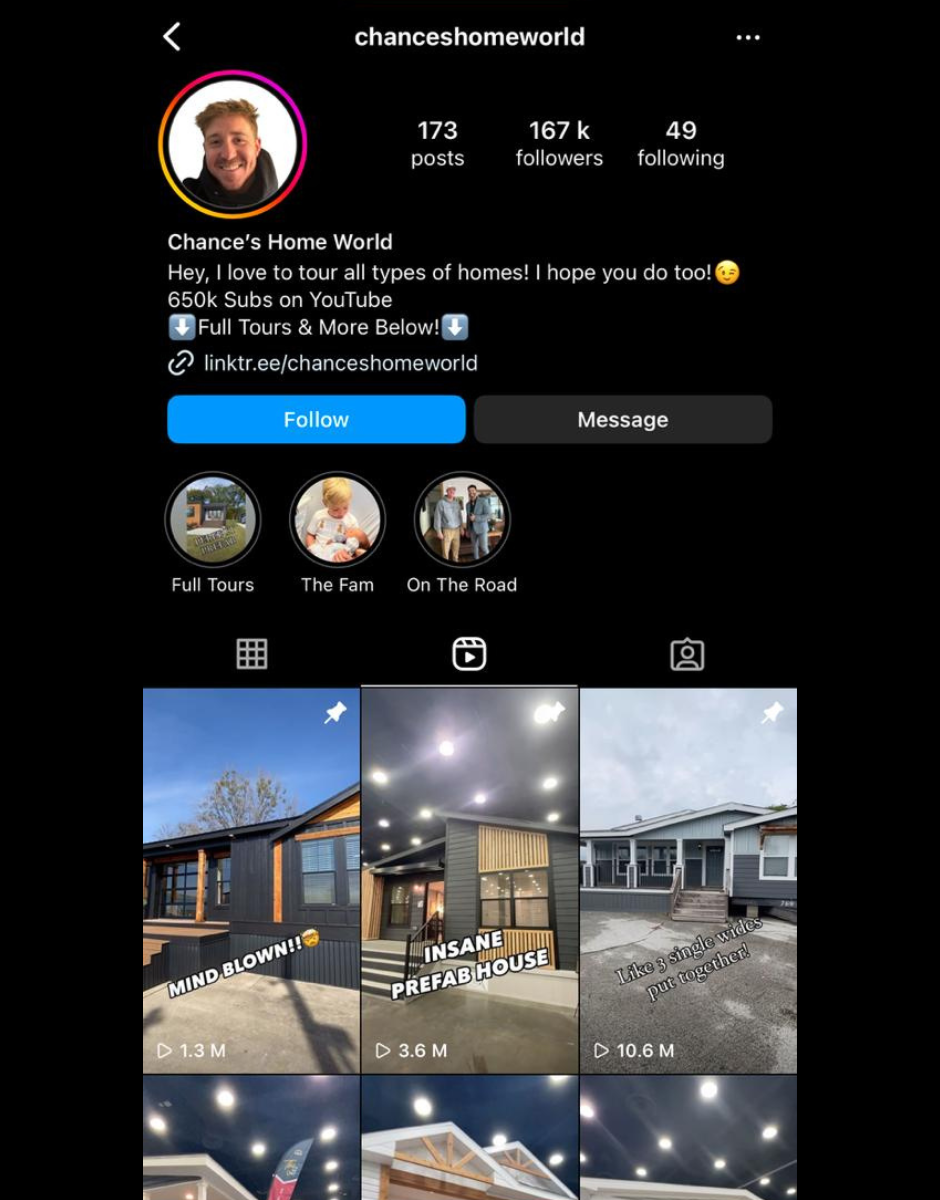 chanceshomeworld
173 167 k 49
posts followers following
Chance’s Home World
Hey, I love to tour all types of homes! I hope you do too!😉
650k Subs on YouTube
⬇️Full Tours & More Below!⬇️
linktr.ee/chanceshomeworld
Follow Message
Full Tours The Fam On The Road
MIND BLOWN!!🤯
1.3 M
INSANE
PREFAB HOUSE
3.6 M
Like 3 single wides
put together!
10.6 M